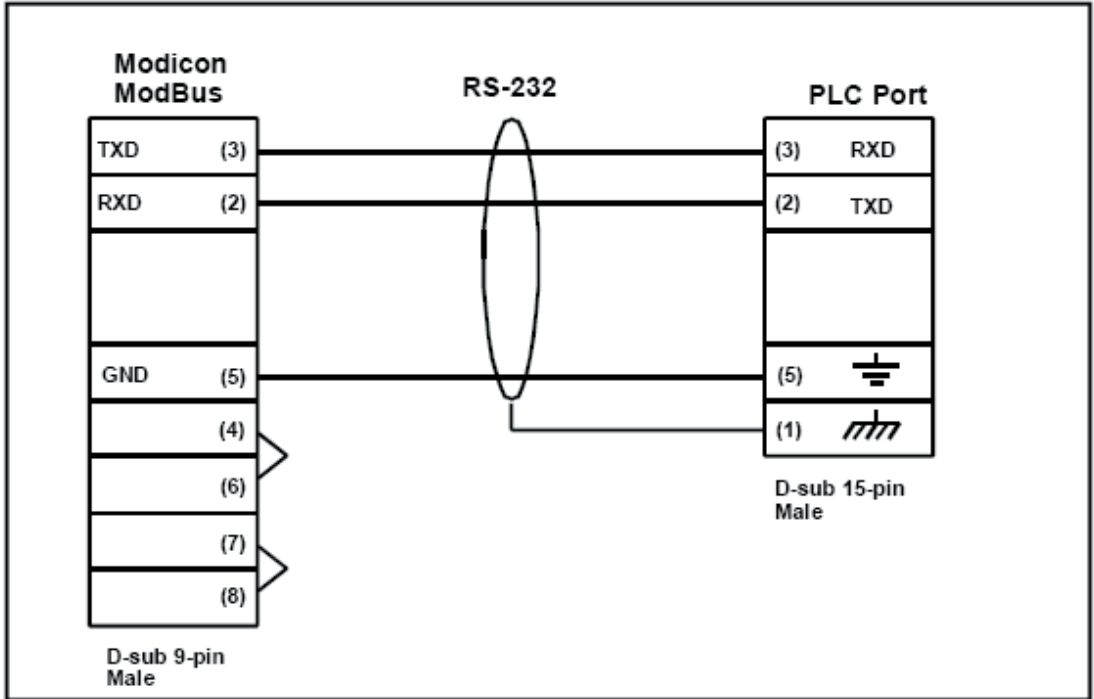 Modicon
ModBus
RS-232
PLC Port
TXD (3)
(3) RXD
RXD (2)
(2) TXD
GND (5)
(5)
(4)
(1)
(6)
(7)
(8)
D-sub 15-pin
Male
D-sub 9-pin
Male